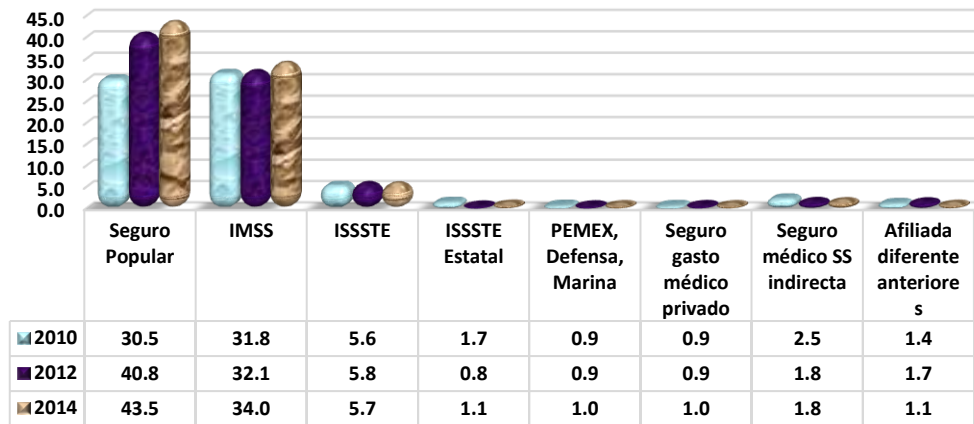 45.0
40.0
35.0
30.0
25.0
20.0
15.0
10.0
5.0
0.0
Seguro Popular IMSS ISSSTE ISSSTE Estatal PEMEX, Defensa, Marina Seguro gasto médico privado Seguro médico SS indirecta Afiliada diferente anteriore s
2010 30.5 31.8 5.6 1.7 0.9 0.9 2.5 1.4
2012 40.8 32.1 5.8 0.8 0.9 0.9 1.8 1.7
2014 43.5 34.0 5.7 1.1 1.0 1.0 1.8 1.1